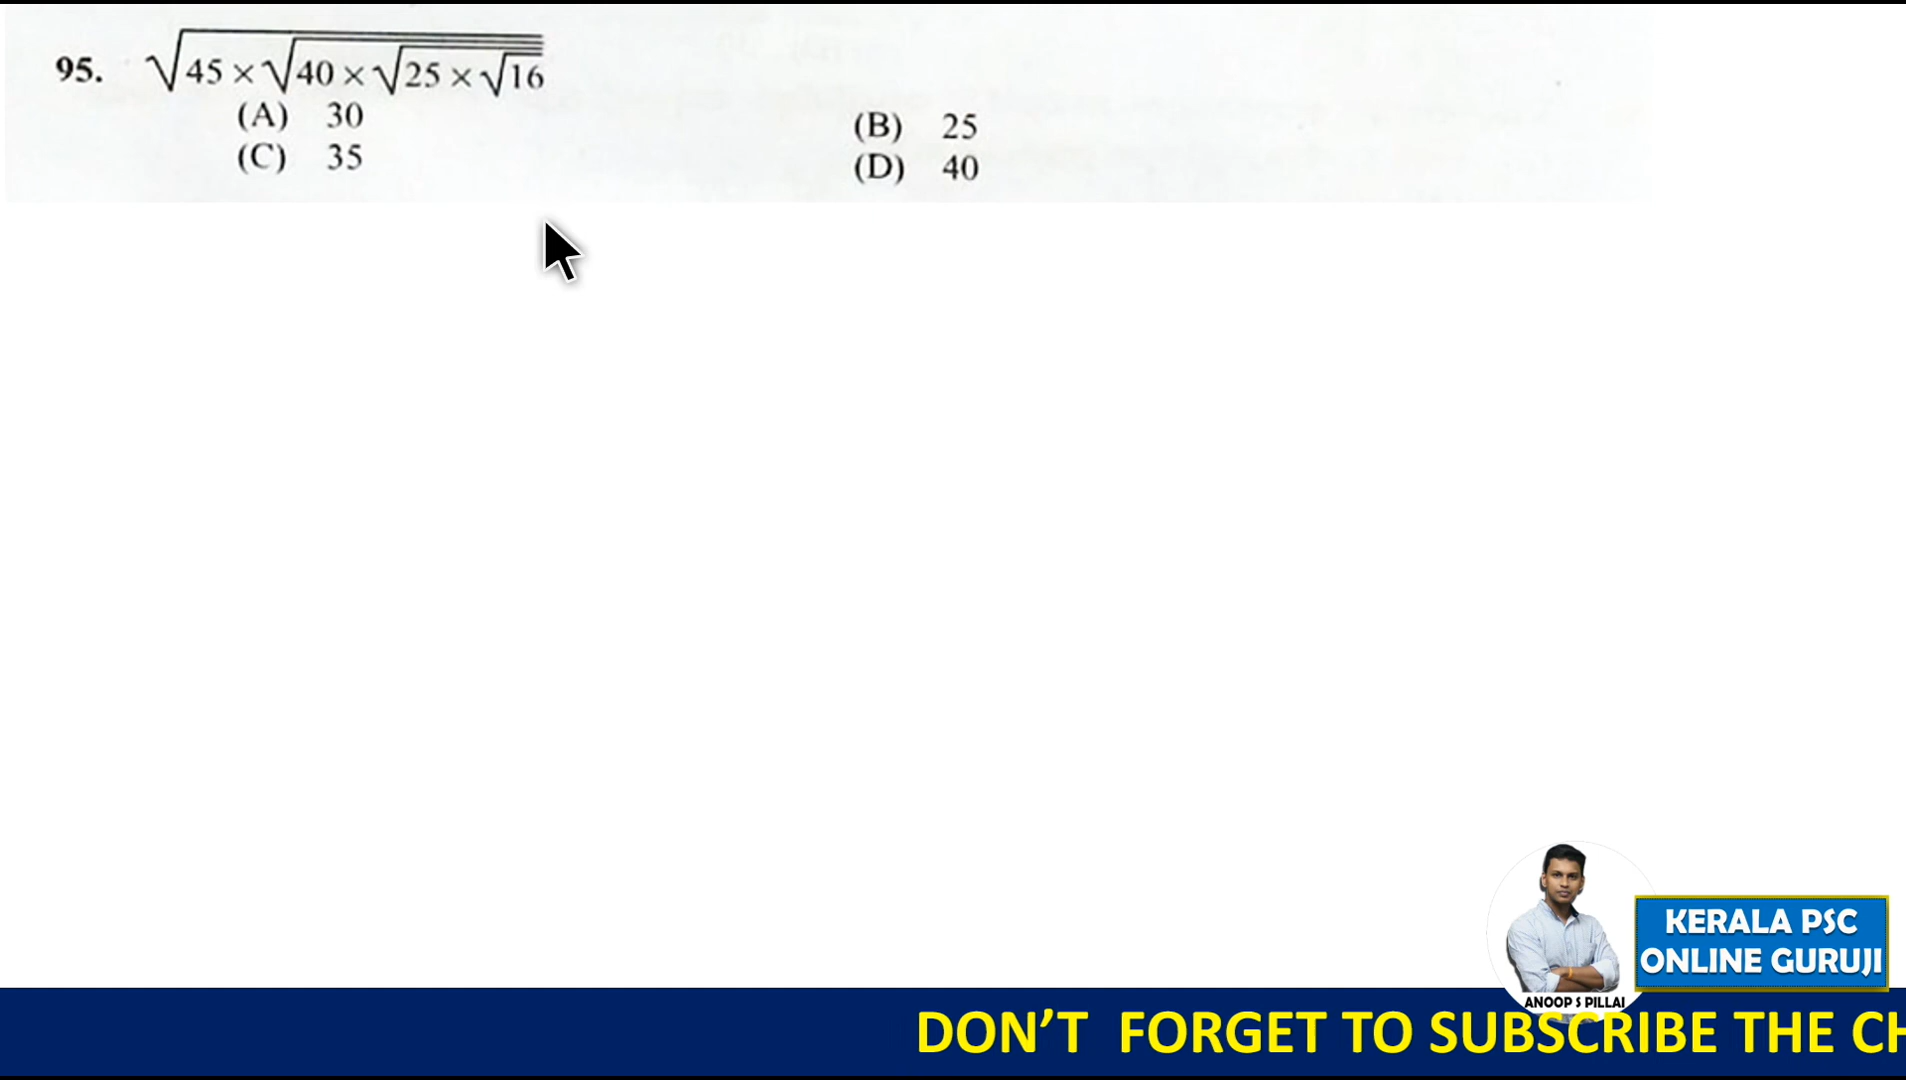 95. √45 × √40 × √25 × √16
(A) 30
(B) 25
(C) 35
(D) 40
KERALA PSC
ONLINE GURUJI
ANOOP S PILLAI
DON’T FORGET TO SUBSCRIBE THE CH